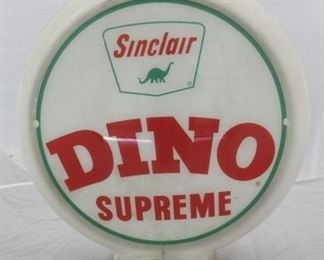 Sinclair
®
DINO
®
SUPREME